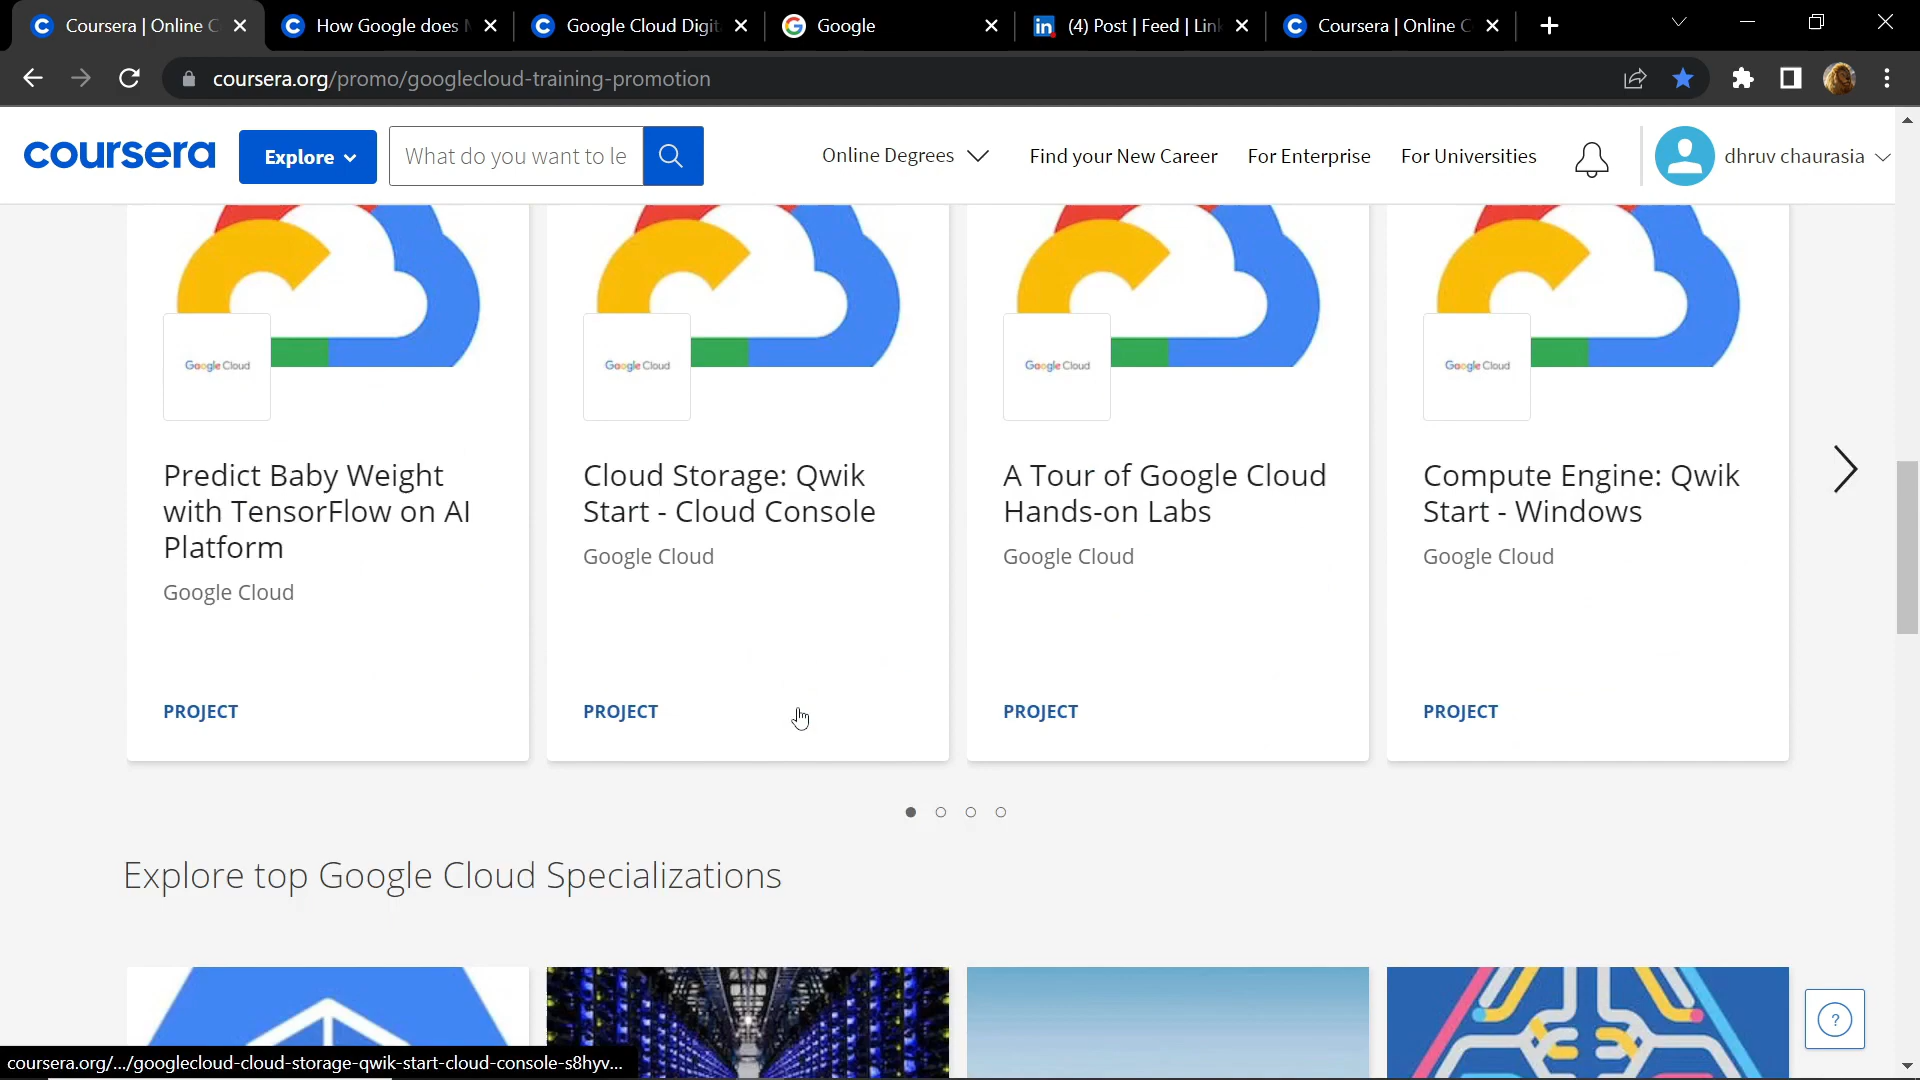 Coursera | Online C
How Google does M
Google Cloud Digit
Google
(4) Post | Feed | Lin
Coursera | Online C
coursera.org/promo/googlecloud-training-promotion
coursera
Explore
What do you want to le
Online Degrees
Find your New Career
For Enterprise
For Universities
dhruv chaurasia
Google Cloud
Google Cloud
Google Cloud
Google Cloud
Predict Baby Weight
with TensorFlow on AI
Platform
Google Cloud
PROJECT
Cloud Storage: Qwik
Start - Cloud Console
Google Cloud
PROJECT
A Tour of Google Cloud
Hands-on Labs
Google Cloud
PROJECT
Compute Engine: Qwik
Start - Windows
Google Cloud
PROJECT
Explore top Google Cloud Specializations
?
coursera.org/.../googlecloud-cloud-storage-qwik-start-cloud-console-s8hyv...